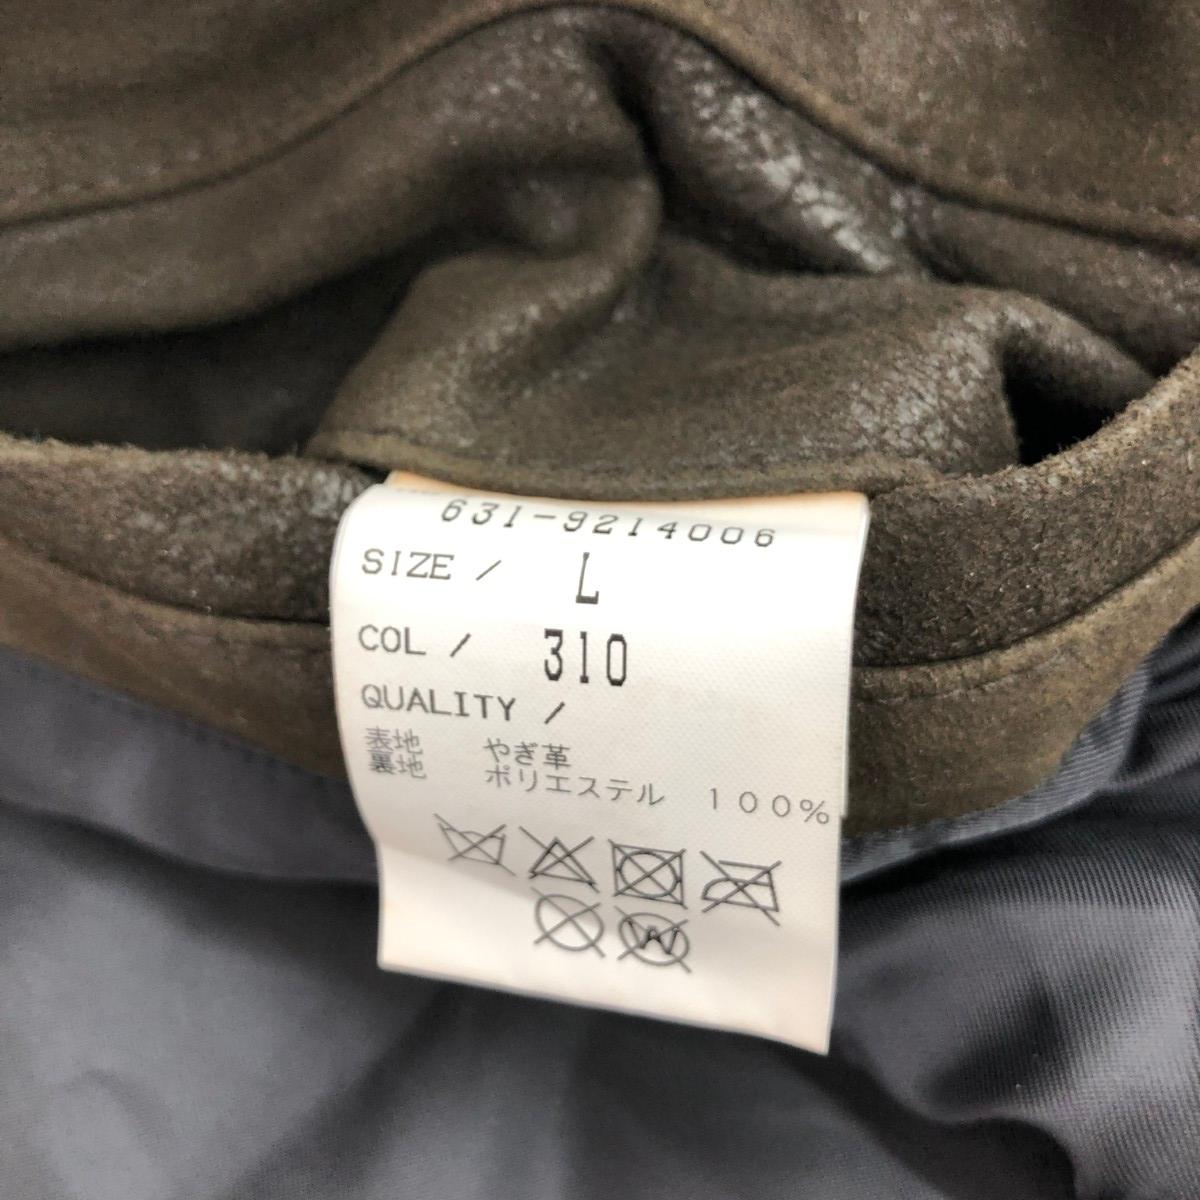 631-9214006
SIZE / L
COL / 310
QUALITY /
表地 やぎ革
裏地 ポリエステル 100%